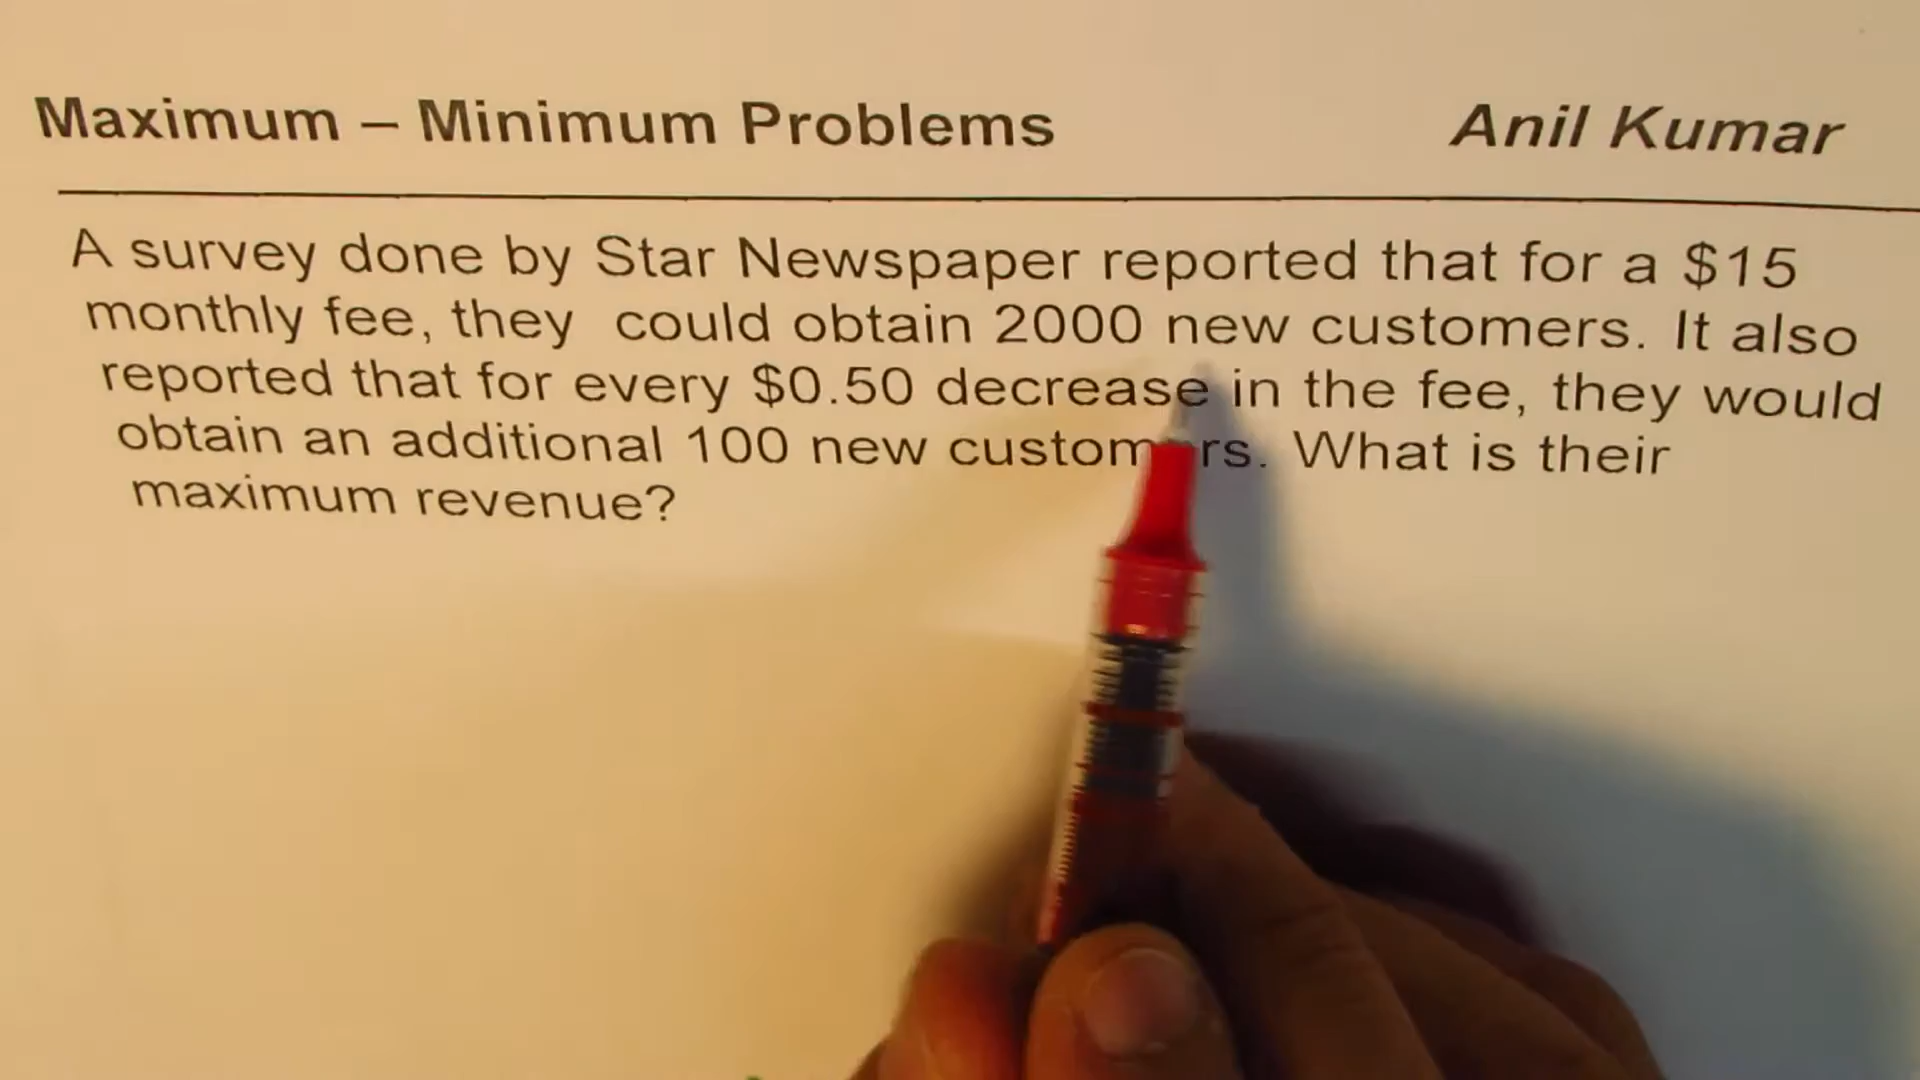 Maximum – Minimum Problems
Anil Kumar
A survey done by Star Newspaper reported that for a $15
monthly fee, they could obtain 2000 new customers. It also
reported that for every $0.50 decrease in the fee, they would
obtain an additional 100 new customers. What is their
maximum revenue?